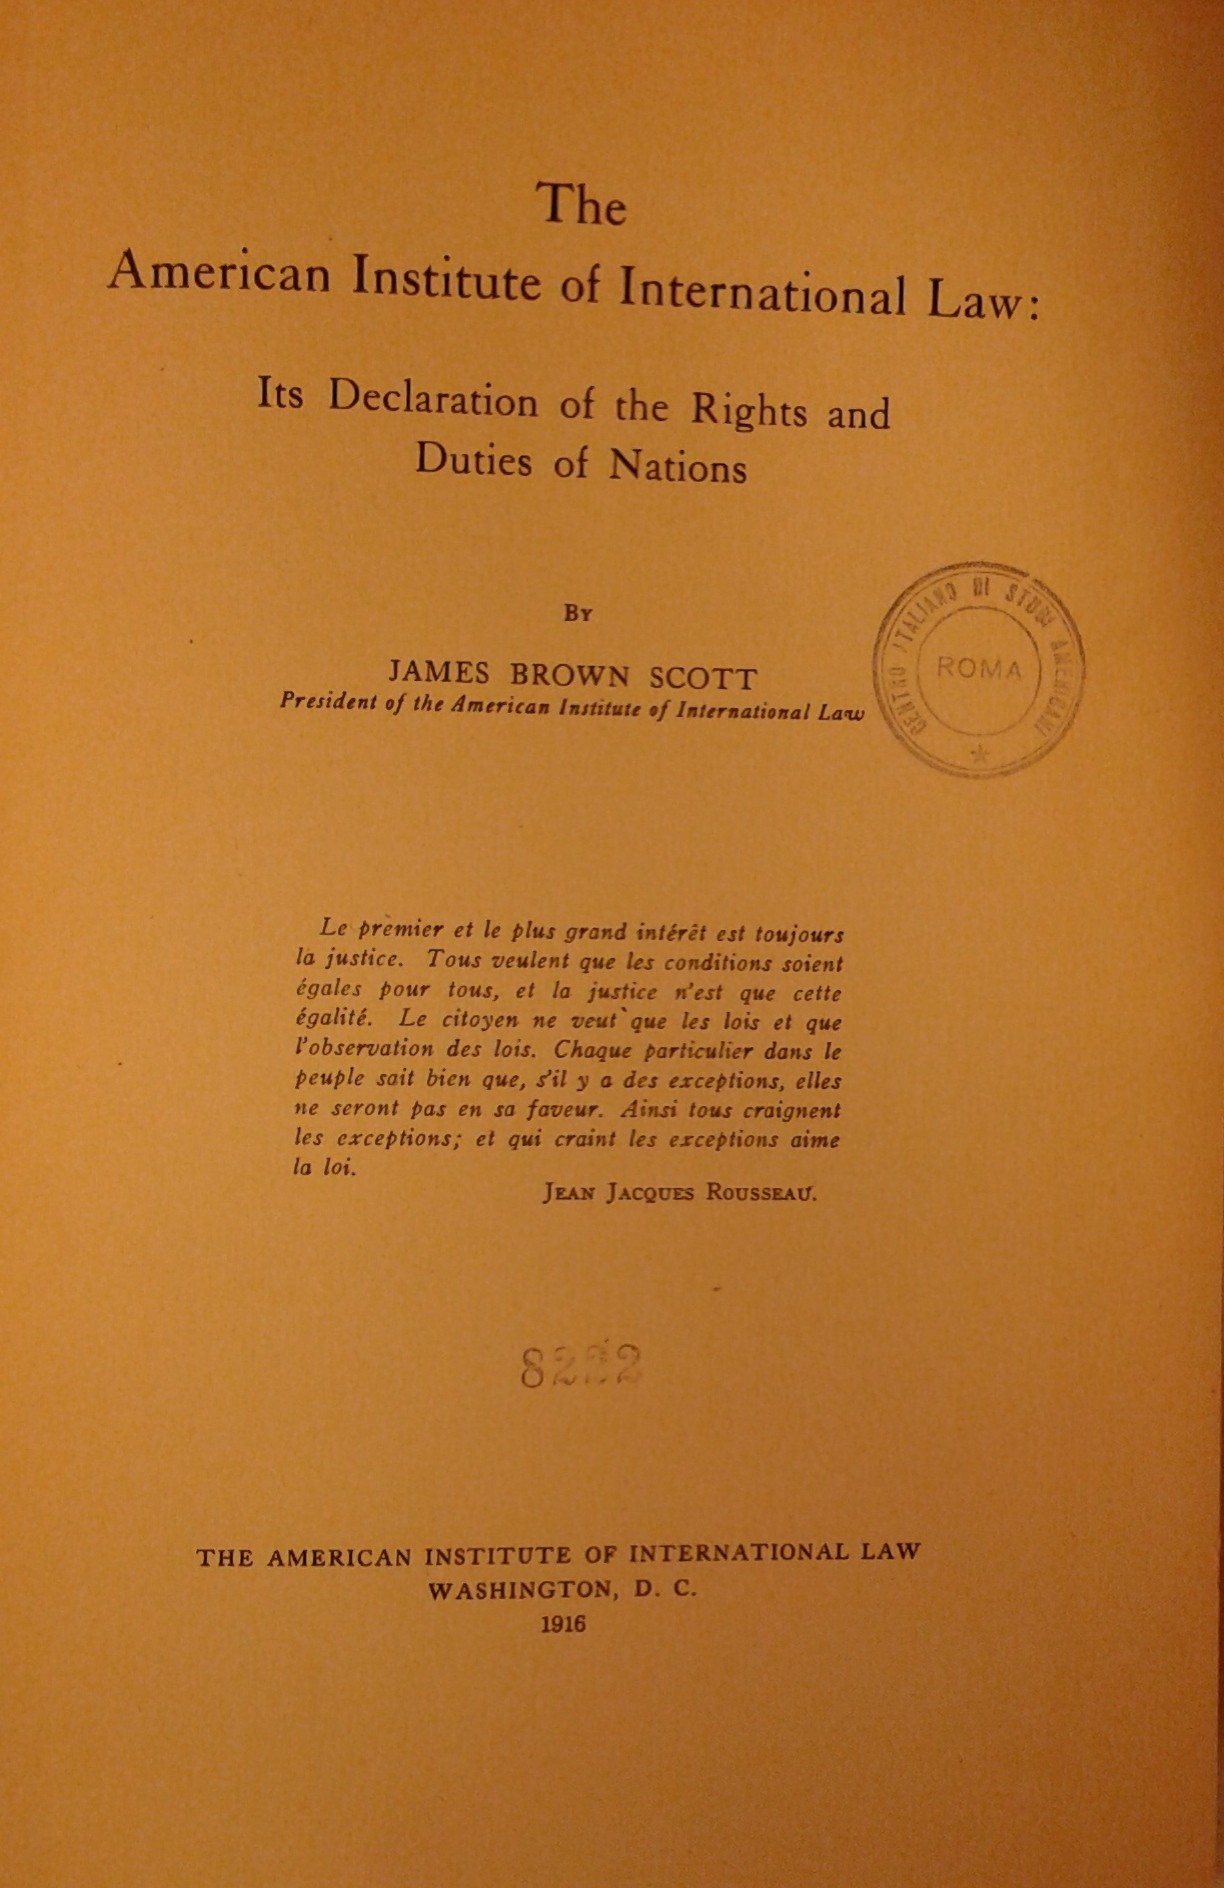 The
American Institute of International Law:
Its Declaration of the Rights and
Duties of Nations
By
JAMES BROWN SCOTT
President of the American Institute of International Law
CENTRO ITALIANO DI STUDI AMERICANI
ROMA
Le premier et le plus grand intérêt est toujours
la justice. Tous veulent que les conditions soient
égales pour tous, et la justice n'est que cette
égalité. Le citoyen ne veut que les lois et que
l'observation des lois. Chaque particulier dans le
peuple sait bien que, s'il y a des exceptions, elles
ne seront pas en sa faveur. Ainsi tous craignent
les exceptions; et qui craint les exceptions aime
la loi.
Jean Jacques Rousseau.
THE AMERICAN INSTITUTE OF INTERNATIONAL LAW
WASHINGTON, D. C.
1916